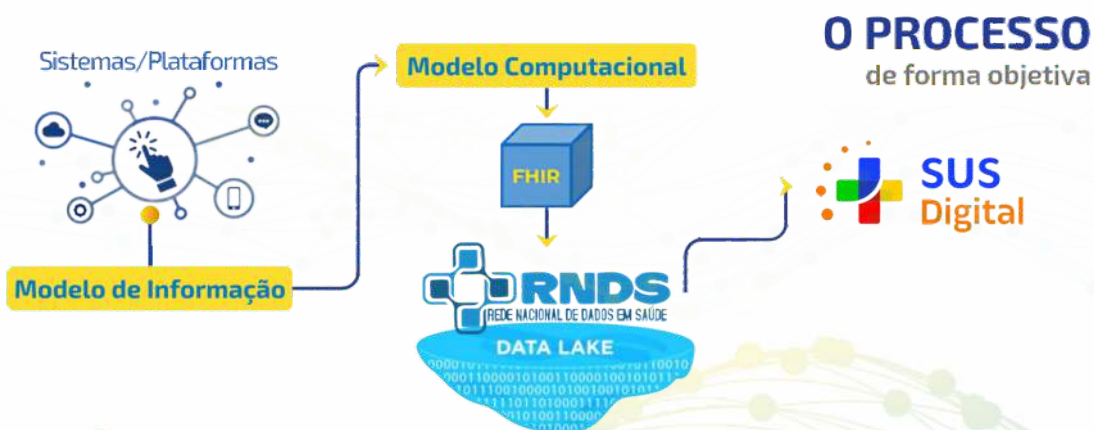 O PROCESSO
de forma objetiva
Sistemas/Plataformas
Modelo Computacional
FHIR
SUS
Digital
Modelo de Informação
RNDS
REDE NACIONAL DE DADOS EM SAÚDE
DATA LAKE